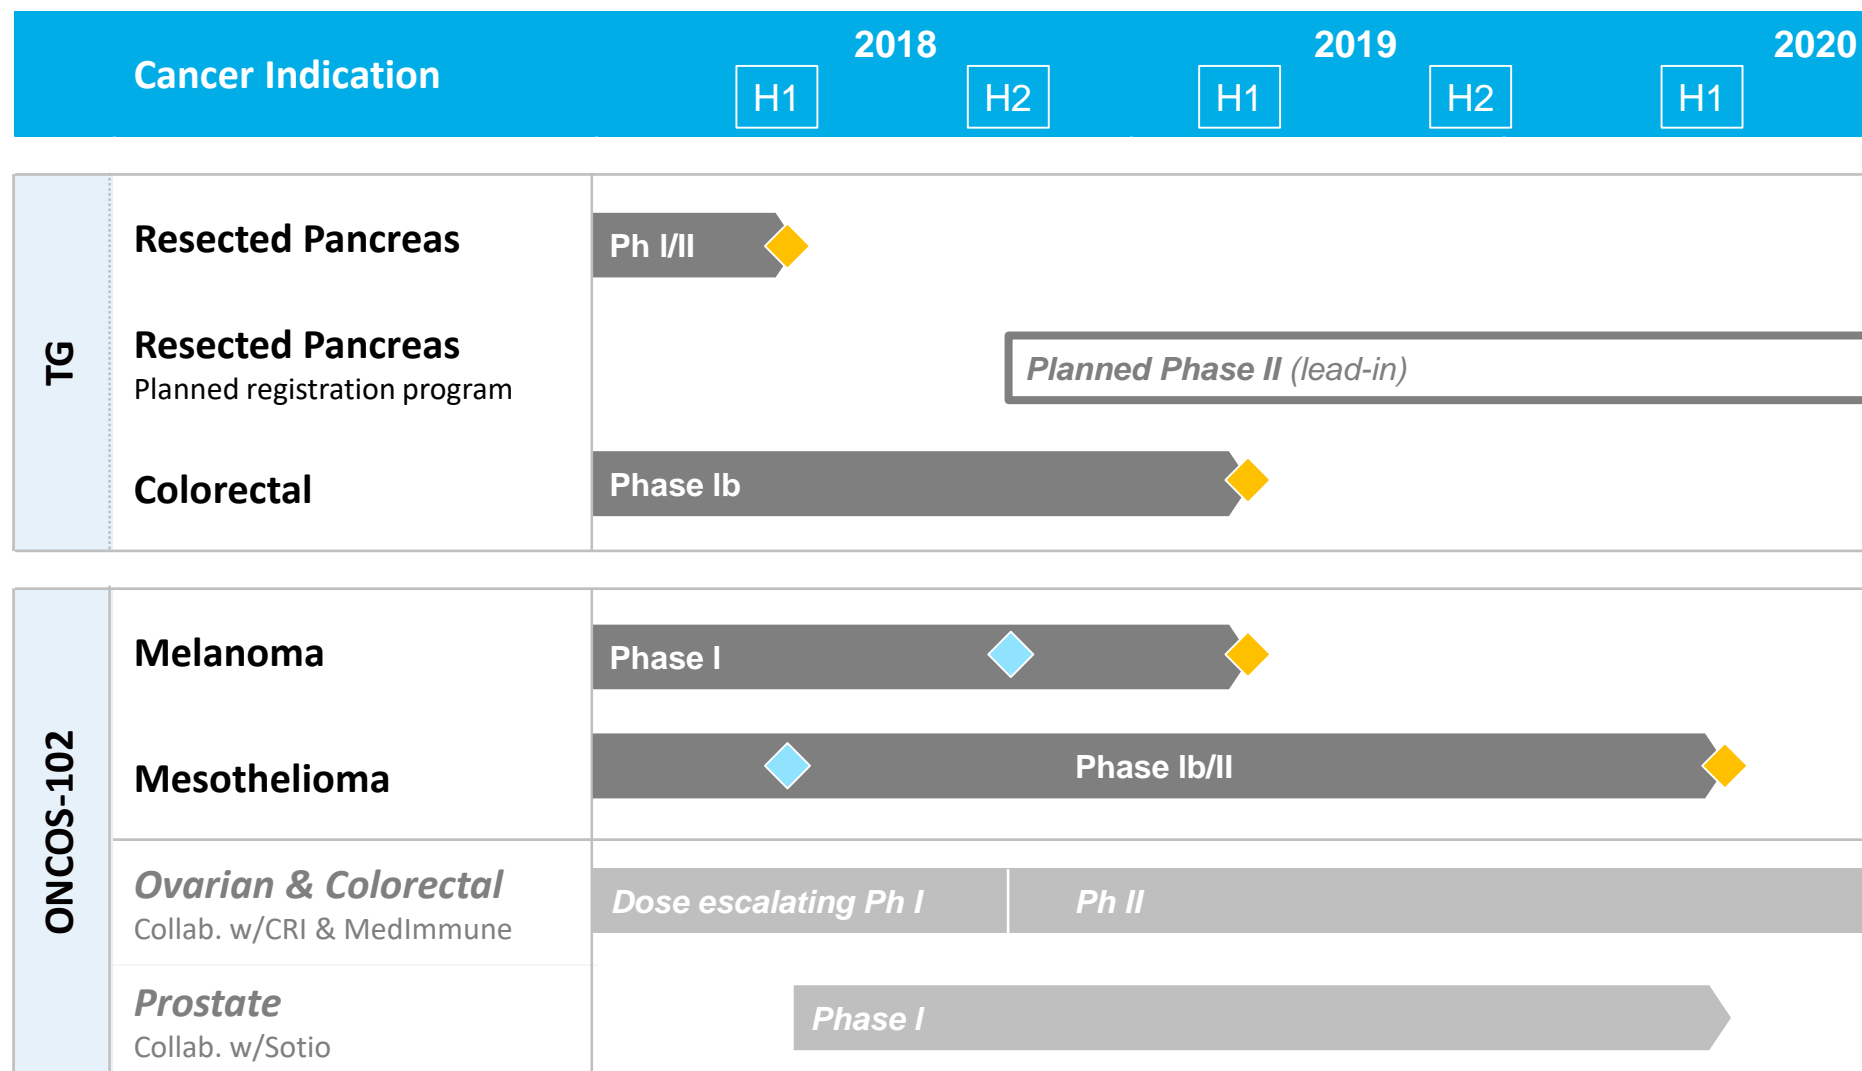 Cancer Indication
2018
2019
2020
H1
H2
H1
H2
H1
TG
Resected Pancreas
Ph I/II
Resected Pancreas
Planned registration program
Planned Phase II (lead-in)
Colorectal
Phase Ib
ONCOS-102
Melanoma
Phase I
Mesothelioma
Phase Ib/II
Ovarian & Colorectal
Collab. w/CRI & MedImmune
Dose escalating Ph I
Ph II
Prostate
Collab. w/Sotio
Phase I